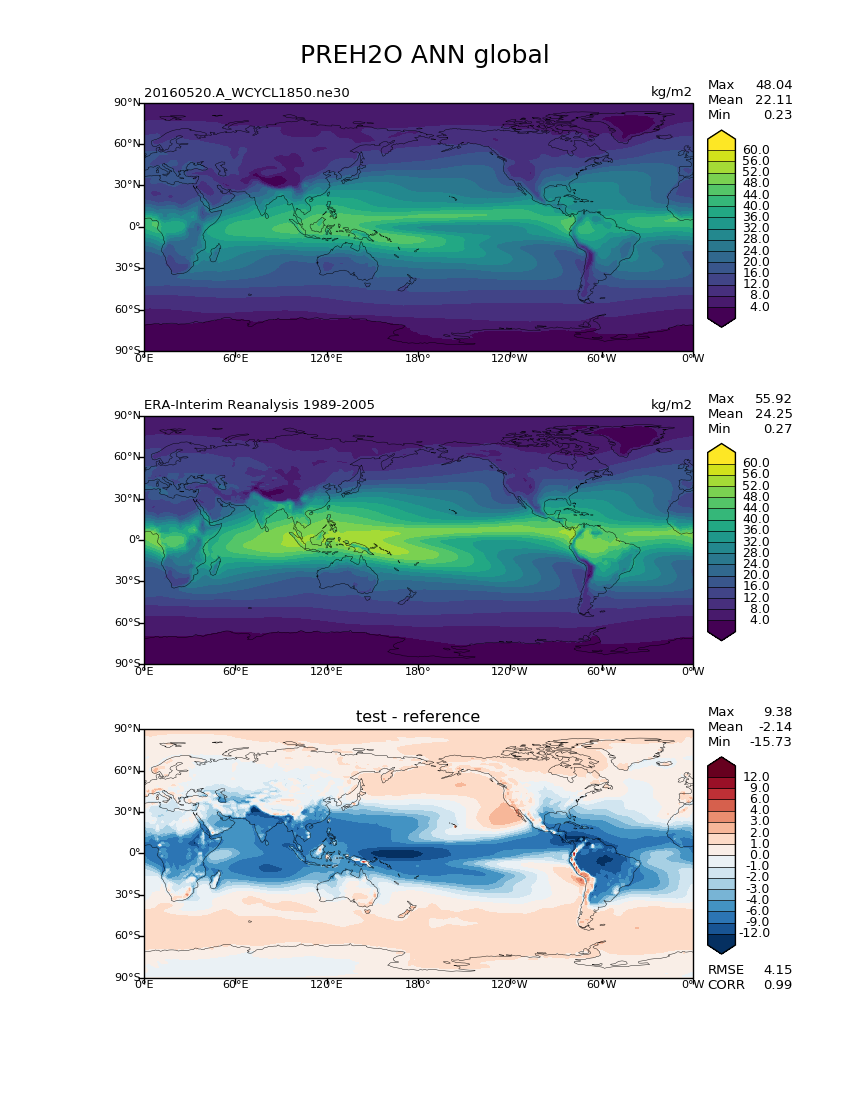 PREH2O ANN global
20160520.A_WCYCL1850.ne30
kg/m2
Max 48.04
Mean 22.11
Min 0.23
90°N
60°N
30°N
0°
30°S
60°S
90°S
0°E 60°E 120°E 180° 120°W 60°W 0°W
60.0
56.0
52.0
48.0
44.0
40.0
36.0
32.0
28.0
24.0
20.0
16.0
12.0
8.0
4.0
ERA-Interim Reanalysis 1989-2005
kg/m2
Max 55.92
Mean 24.25
Min 0.27
90°N
60°N
30°N
0°
30°S
60°S
90°S
0°E 60°E 120°E 180° 120°W 60°W 0°W
60.0
56.0
52.0
48.0
44.0
40.0
36.0
32.0
28.0
24.0
20.0
16.0
12.0
8.0
4.0
test - reference
Max 9.38
Mean -2.14
Min -15.73
90°N
60°N
30°N
0°
30°S
60°S
90°S
0°E 60°E 120°E 180° 120°W 60°W 0°W
12.0
9.0
6.0
4.0
3.0
2.0
1.0
0.0
-1.0
-2.0
-3.0
-4.0
-6.0
-9.0
-12.0
RMSE 4.15
CORR 0.99